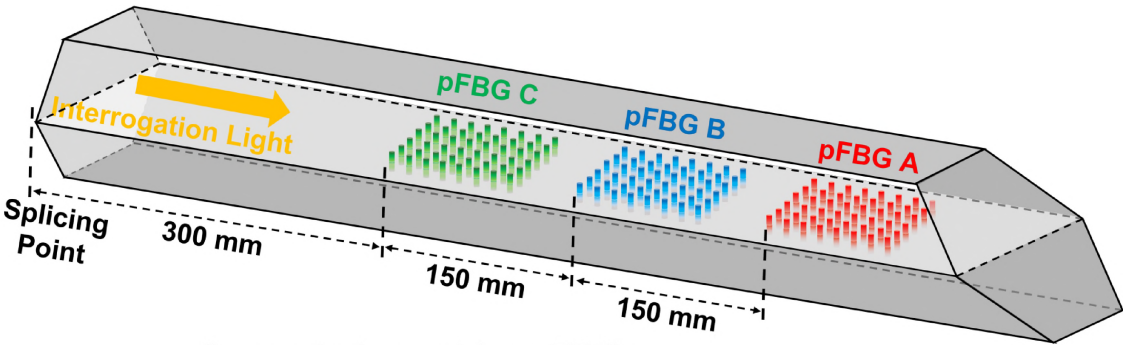 pFBG C
pFBG B
pFBG A
Interrogation Light
Splicing
Point
300 mm
150 mm
150 mm